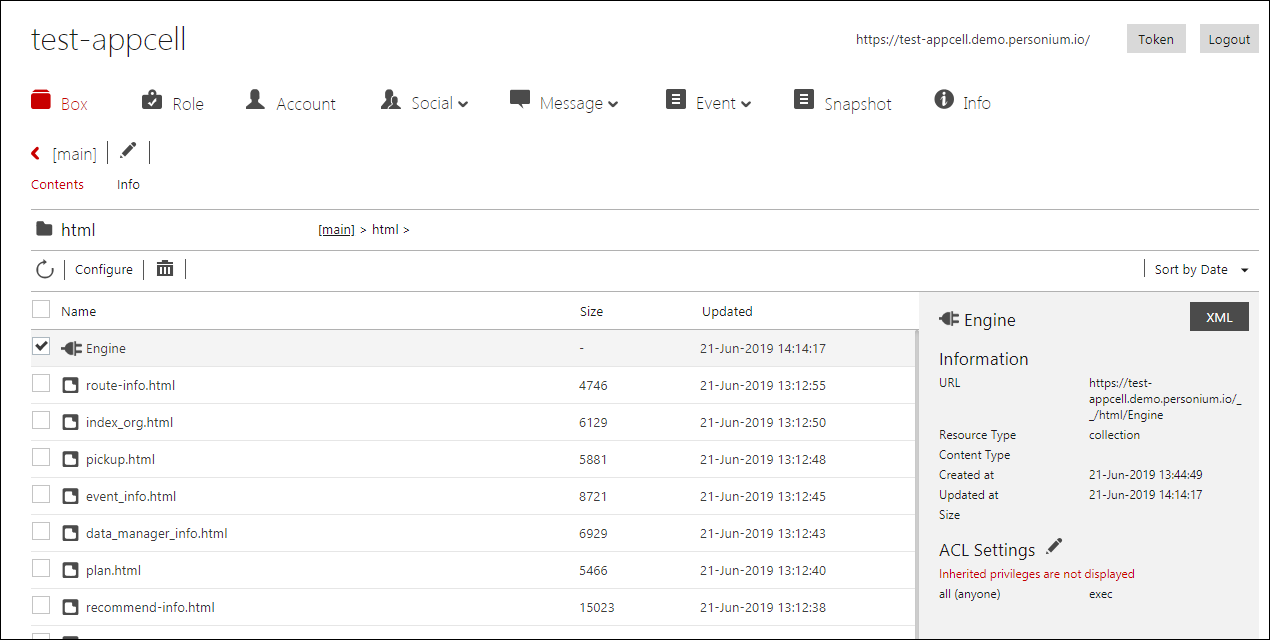 test-appcell
https://test-appcell.demo.personium.io/
Token
Logout
Box
Role
Account
Social
Message
Event
Snapshot
Info
[main]
Contents
Info
html
[main] > html >
Configure
Sort by Date
Name Size Updated
Engine - 21-Jun-2019 14:14:17
route-info.html 4746 21-Jun-2019 13:12:55
index_org.html 6129 21-Jun-2019 13:12:50
pickup.html 5881 21-Jun-2019 13:12:48
event_info.html 8721 21-Jun-2019 13:12:45
data_manager_info.html 6929 21-Jun-2019 13:12:43
plan.html 5466 21-Jun-2019 13:12:40
recommend-info.html 15023 21-Jun-2019 13:12:38
Engine
XML
Information
URL https://test-
appcell.demo.personium.io/_
_/html/Engine
Resource Type collection
Content Type
Created at 21-Jun-2019 13:44:49
Updated at 21-Jun-2019 14:14:17
Size
ACL Settings
Inherited privileges are not displayed
all (anyone) exec